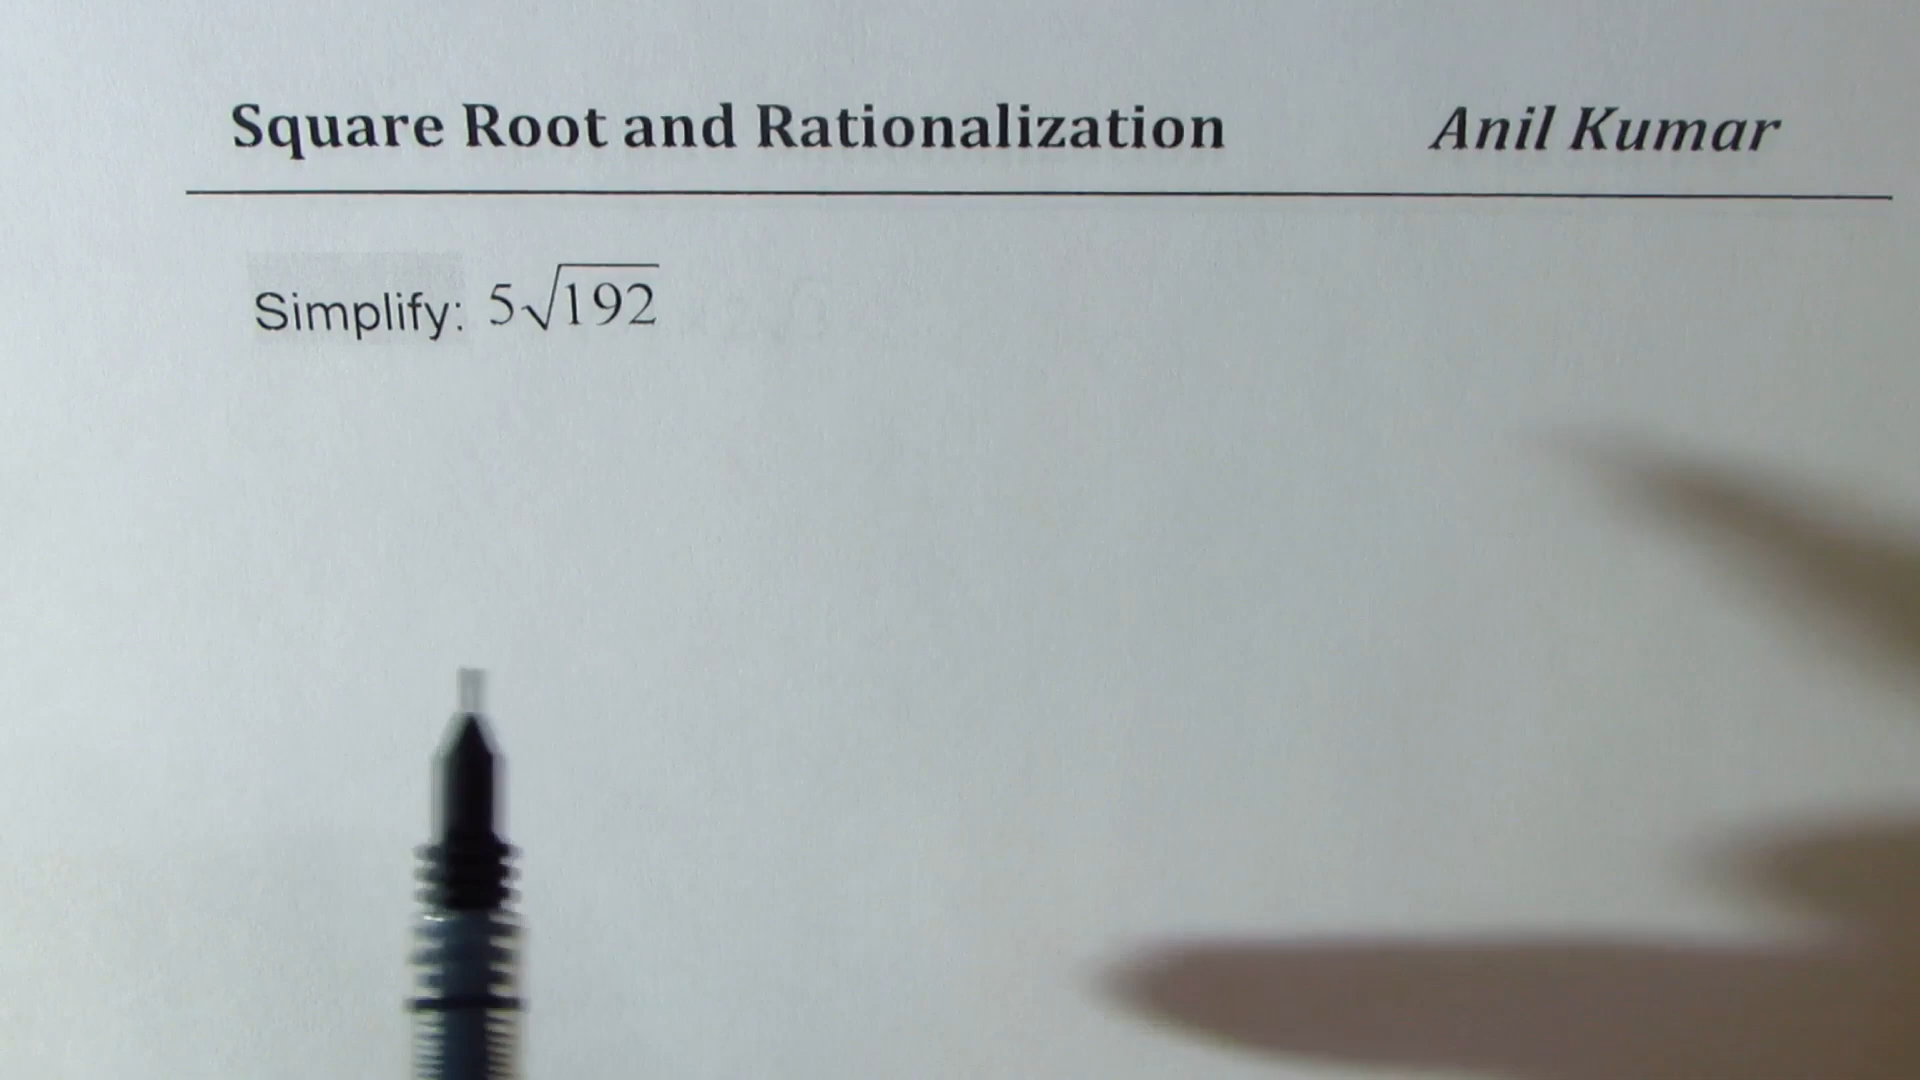 Square Root and Rationalization Anil Kumar
Simplify: 5√192